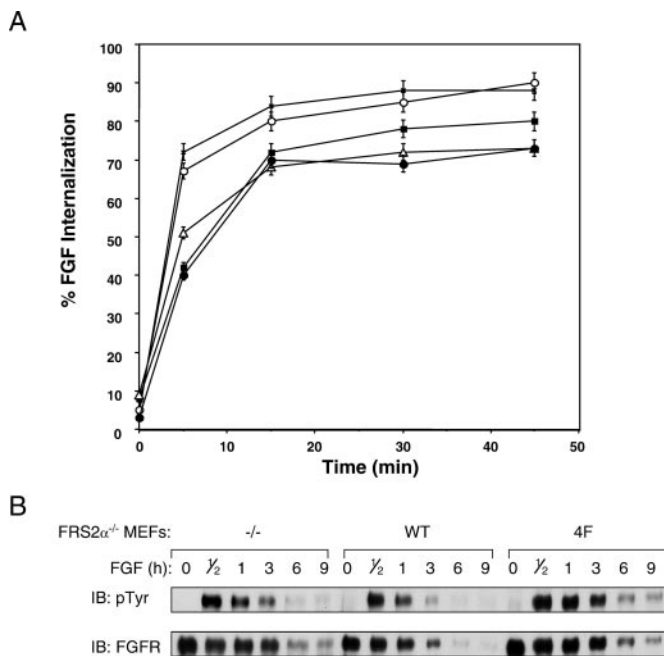 A
100
90
80
70
60
50
40
30
20
10
0
% FGF Internalization
0 10 20 30 40 50
Time (min)
B
FRS2α-/- MEFs: -/- WT 4F
FGF (h): 0 ½ 1 3 6 9 0 ½ 1 3 6 9 0 ½ 1 3 6 9
IB: pTyr
IB: FGFR